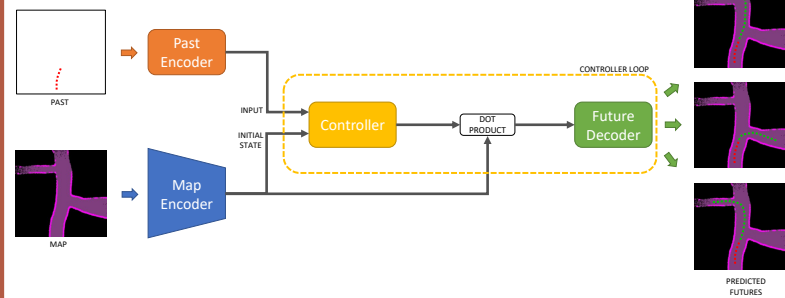 Past
Encoder
PAST
CONTROLLER LOOP
INPUT
INITIAL
STATE
Controller
DOT
PRODUCT
Future
Decoder
Map
Encoder
MAP
PREDICTED
FUTURES